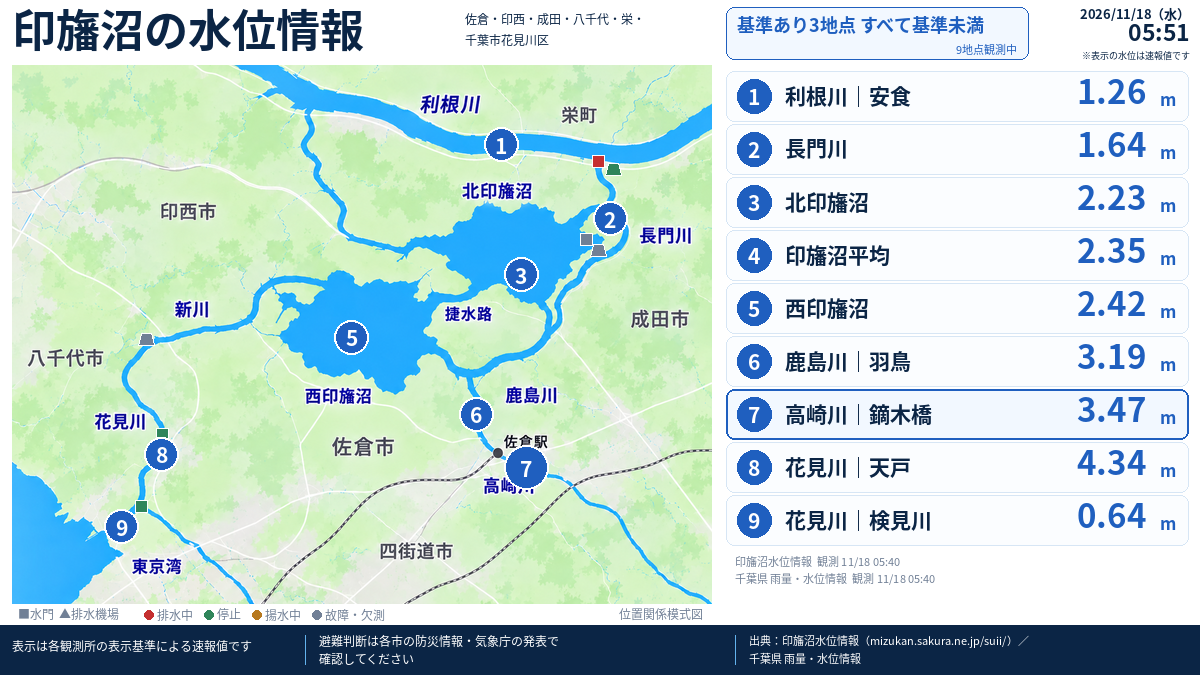 印旛沼の水位情報
佐倉・印西・成田・八千代・栄・
千葉市花見川区
基準あり3地点 すべて基準未満
9地点観測中
2026/11/18（水）
05:51
※表示の水位は速報値です
利根川
栄町
1
北印旛沼
印西市
2
長門川
3
新川
捷水路
成田市
5
八千代市
西印旛沼
鹿島川
花見川
6
佐倉市
佐倉駅
8
7
高崎川
9
四街道市
東京湾
■水門 ▲排水機場 ●排水中 ●停止 ●揚水中 ●故障・欠測
位置関係模式図
1 利根川｜安食 1.26 m
2 長門川 1.64 m
3 北印旛沼 2.23 m
4 印旛沼平均 2.35 m
5 西印旛沼 2.42 m
6 鹿島川｜羽鳥 3.19 m
7 高崎川｜鏑木橋 3.47 m
8 花見川｜天戸 4.34 m
9 花見川｜検見川 0.64 m
印旛沼水位情報 観測 11/18 05:40
千葉県 雨量・水位情報 観測 11/18 05:40
表示は各観測所の表示基準による速報値です
避難判断は各市の防災情報・気象庁の発表で
確認してください
出典：印旛沼水位情報（mizukan.sakura.ne.jp/suii/）／
千葉県 雨量・水位情報